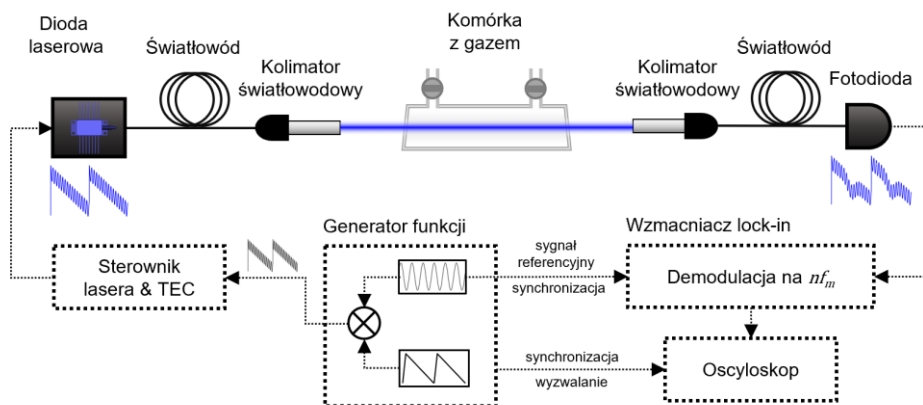 Dioda
laserowa
Światłowód
Kolimator
światłowodowy
Komórka
z gazem
Kolimator
światłowodowy
Światłowód
Fotodioda
Generator funkcji
Wzmacniacz lock-in
Sterownik
lasera & TEC
sygnał
referencyjny
synchronizacja
Demodulacja na nfm
synchronizacja
wyzwalanie
Oscyloskop